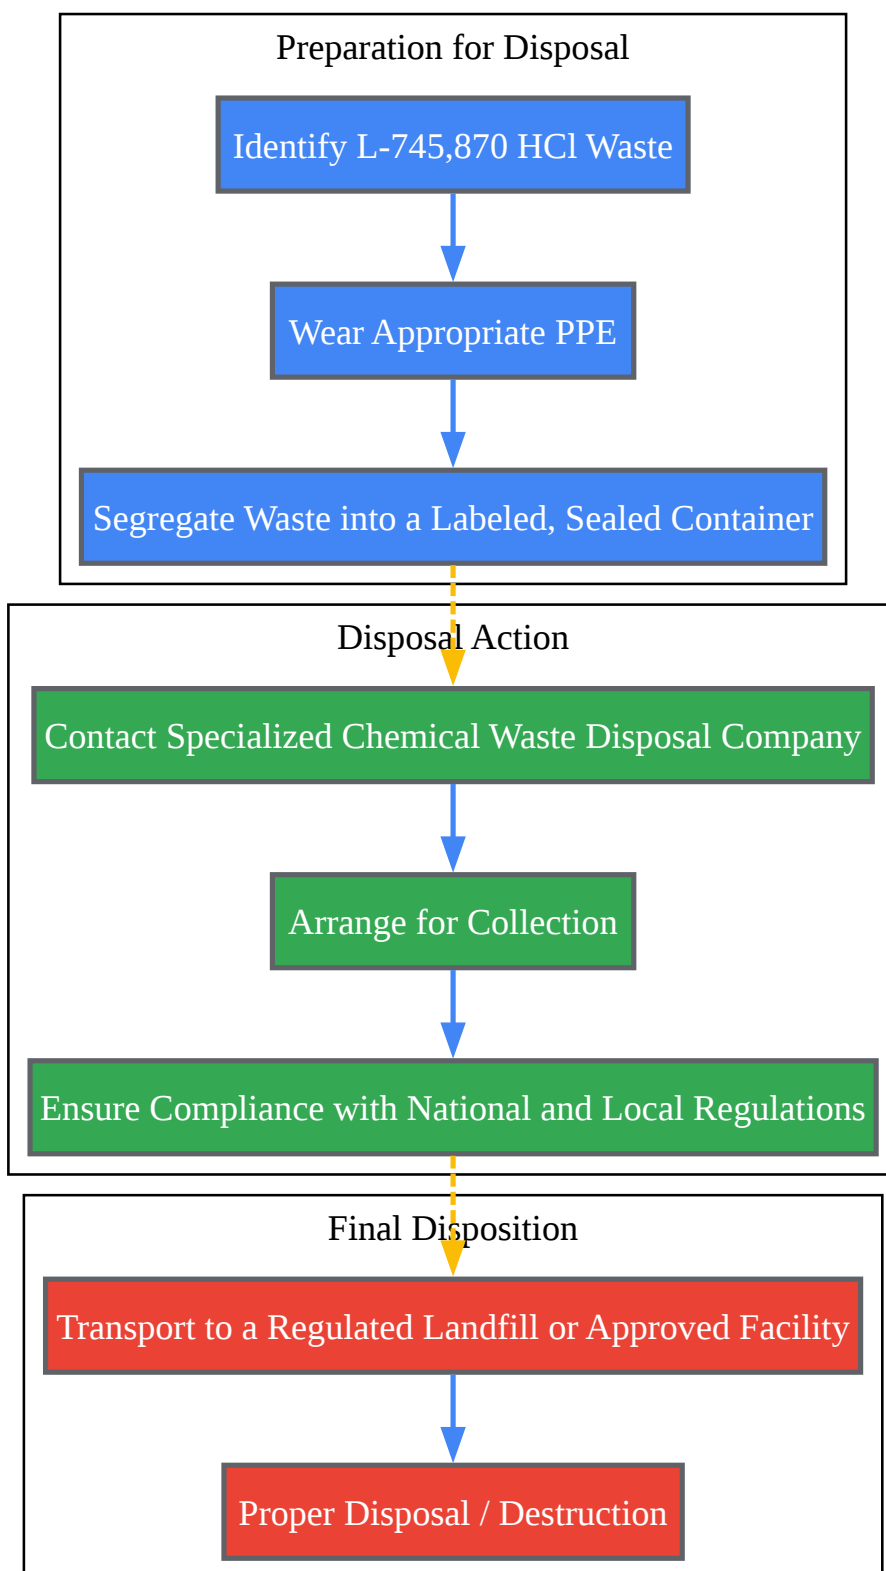 Preparation for Disposal
Identify L-745,870 HCl Waste
Wear Appropriate PPE
Segregate Waste into a Labeled, Sealed Container
Disposal Action
Contact Specialized Chemical Waste Disposal Company
Arrange for Collection
Ensure Compliance with National and Local Regulations
Final Disposition
Transport to a Regulated Landfill or Approved Facility
Proper Disposal / Destruction